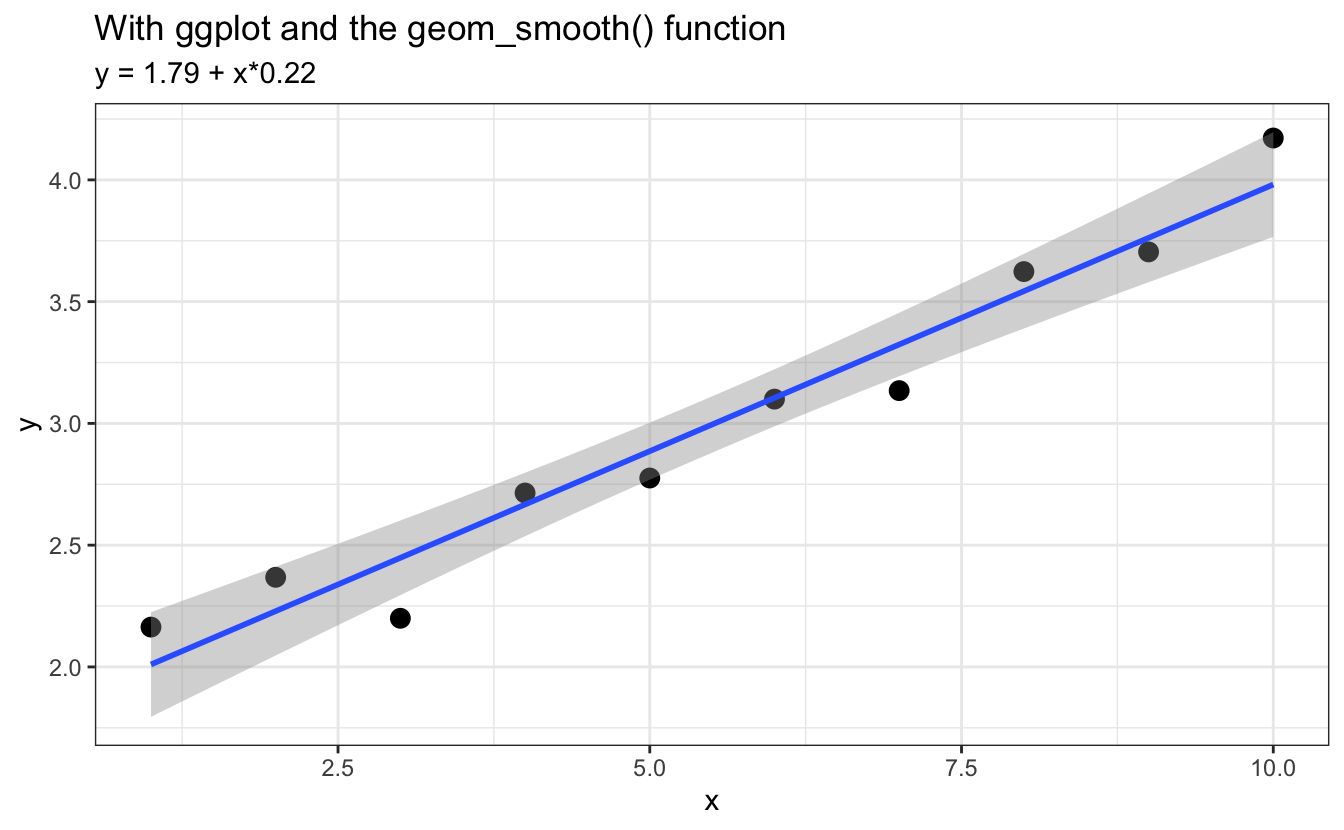 With ggplot and the geom_smooth() function
y = 1.79 + x*0.22
4.0
3.5
3.0
2.5
2.0
y
2.5
5.0
7.5
10.0
x